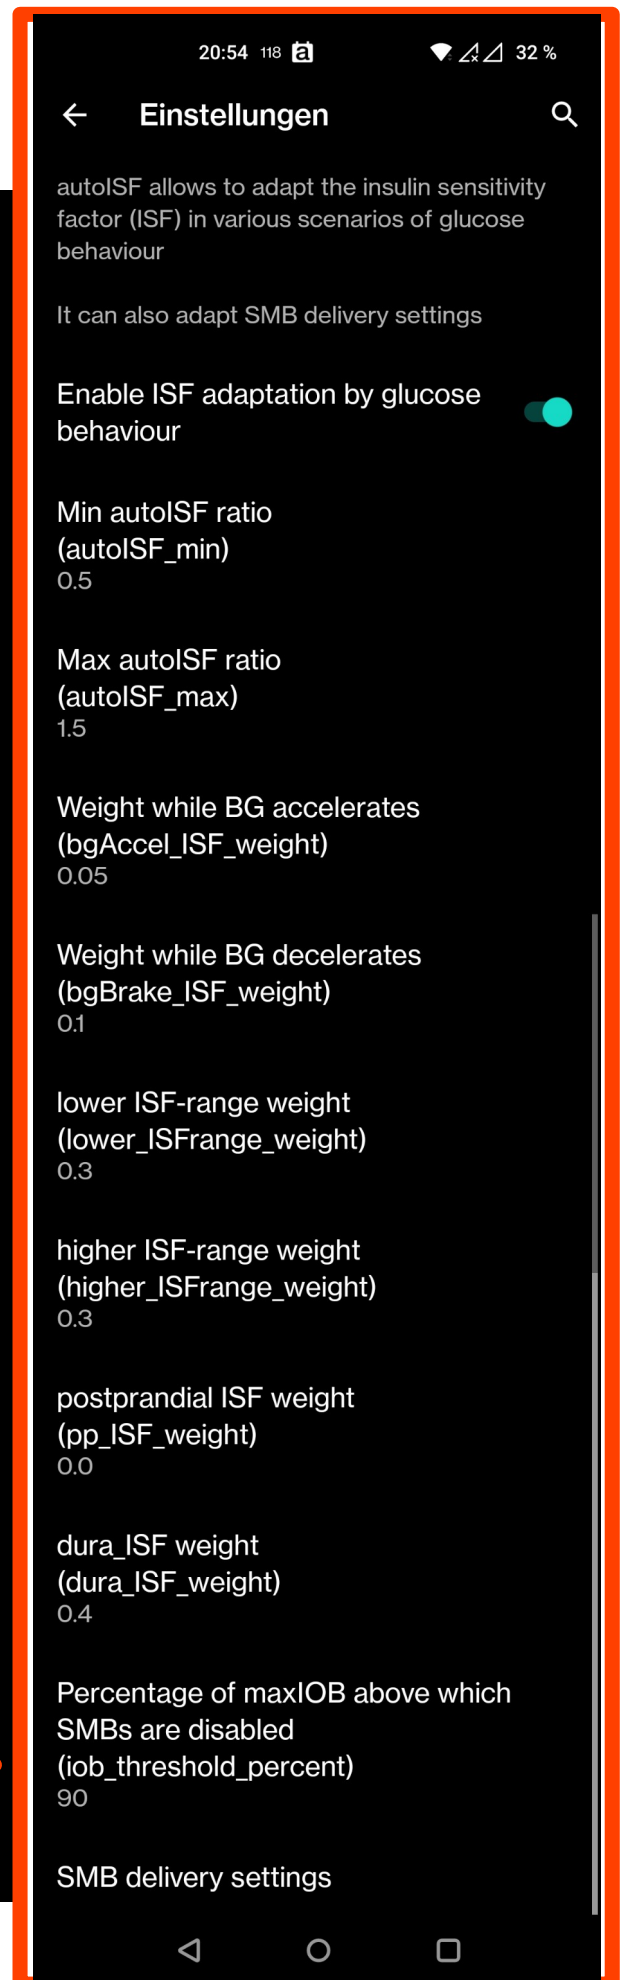 20:54 118 a 32 %
Einstellungen
autoISF allows to adapt the insulin sensitivity
factor (ISF) in various scenarios of glucose
behaviour
It can also adapt SMB delivery settings
Enable ISF adaptation by glucose
behaviour
Min autoISF ratio
(autoISF_min)
0.5
Max autoISF ratio
(autoISF_max)
1.5
Weight while BG accelerates
(bgAccel_ISF_weight)
0.05
Weight while BG decelerates
(bgBrake_ISF_weight)
0.1
lower ISF-range weight
(lower_ISFrange_weight)
0.3
higher ISF-range weight
(higher_ISFrange_weight)
0.3
postprandial ISF weight
(pp_ISF_weight)
0.0
dura_ISF weight
(dura_ISF_weight)
0.4
Percentage of maxIOB above which
SMBs are disabled
(iob_threshold_percent)
90
SMB delivery settings